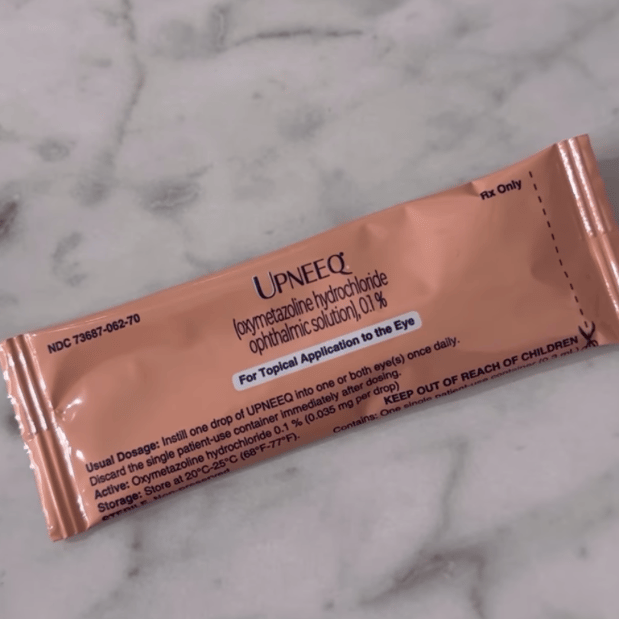 Rx Only
NDC 73687-062-70
UPNEEQ®
(oxymetazoline hydrochloride
ophthalmic solution), 0.1 %
For Topical Application to the Eye
Usual Dosage: Instill one drop of UPNEEQ into one or both eye(s) once daily.
Discard the single patient-use container immediately after dosing.
Active: Oxymetazoline hydrochloride 0.1 % (0.035 mg per drop)
Storage: Store at 20°C-25°C (68°F-77°F).
KEEP OUT OF REACH OF CHILDREN
Contains: One single patient-use container